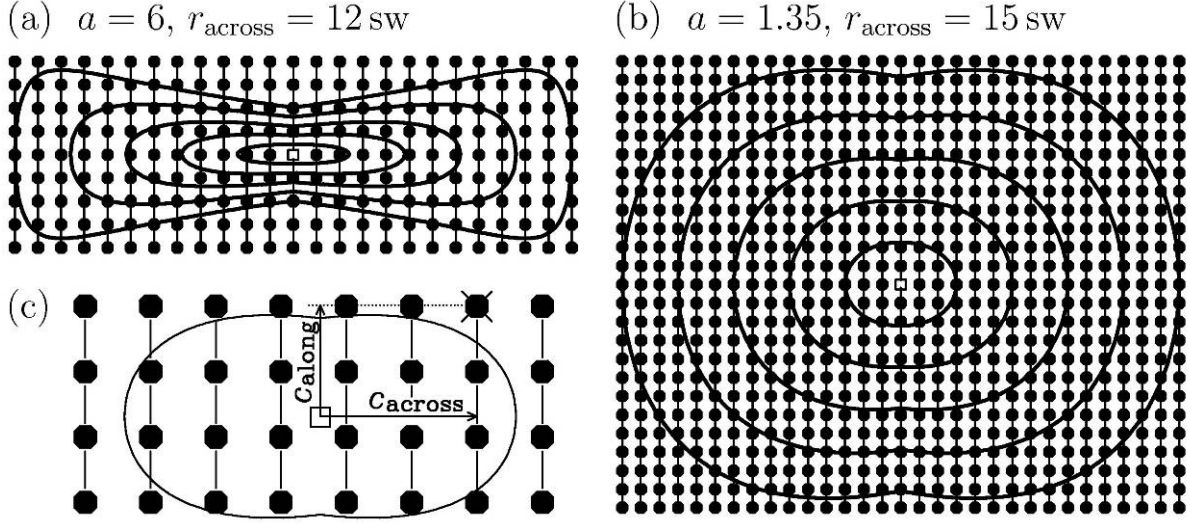 (a) a = 6, r_across = 12 sw
(b) a = 1.35, r_across = 15 sw
(c)
c_along
c_across